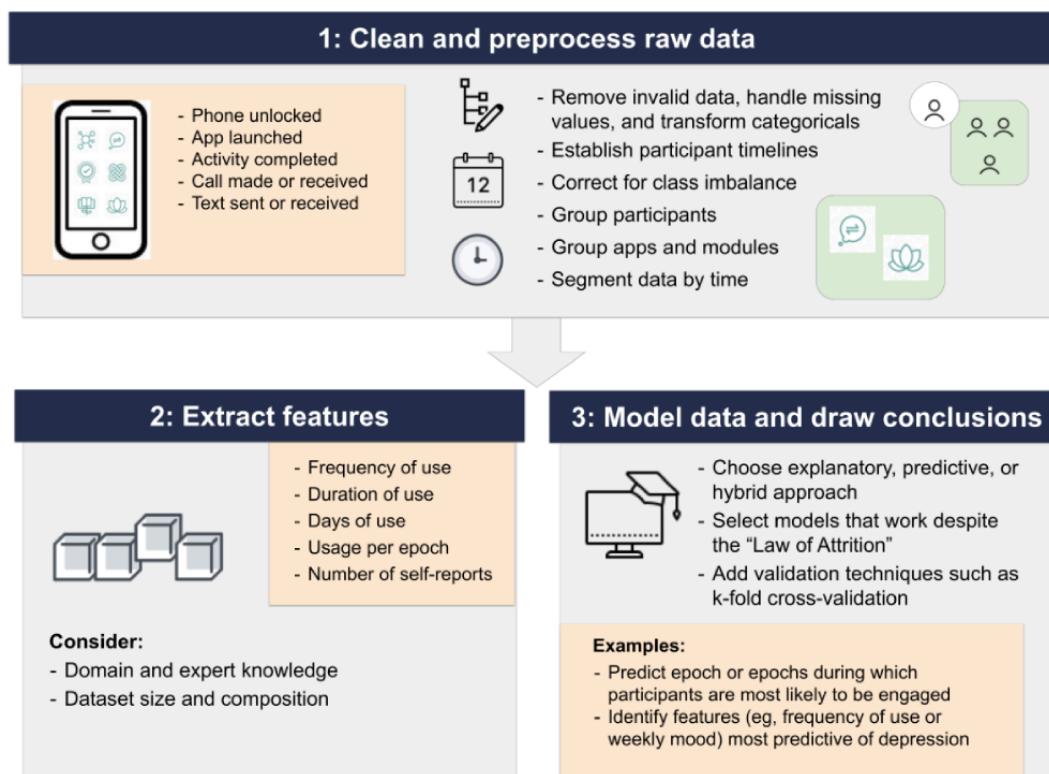 1: Clean and preprocess raw data
- Phone unlocked
- App launched
- Activity completed
- Call made or received
- Text sent or received
12
- Remove invalid data, handle missing
values, and transform categoricals
- Establish participant timelines
- Correct for class imbalance
- Group participants
- Group apps and modules
- Segment data by time
2: Extract features
- Frequency of use
- Duration of use
- Days of use
- Usage per epoch
- Number of self-reports
Consider:
- Domain and expert knowledge
- Dataset size and composition
3: Model data and draw conclusions
- Choose explanatory, predictive, or
hybrid approach
- Select models that work despite
the “Law of Attrition”
- Add validation techniques such as
k-fold cross-validation
Examples:
- Predict epoch or epochs during which
participants are most likely to be engaged
- Identify features (eg, frequency of use or
weekly mood) most predictive of depression